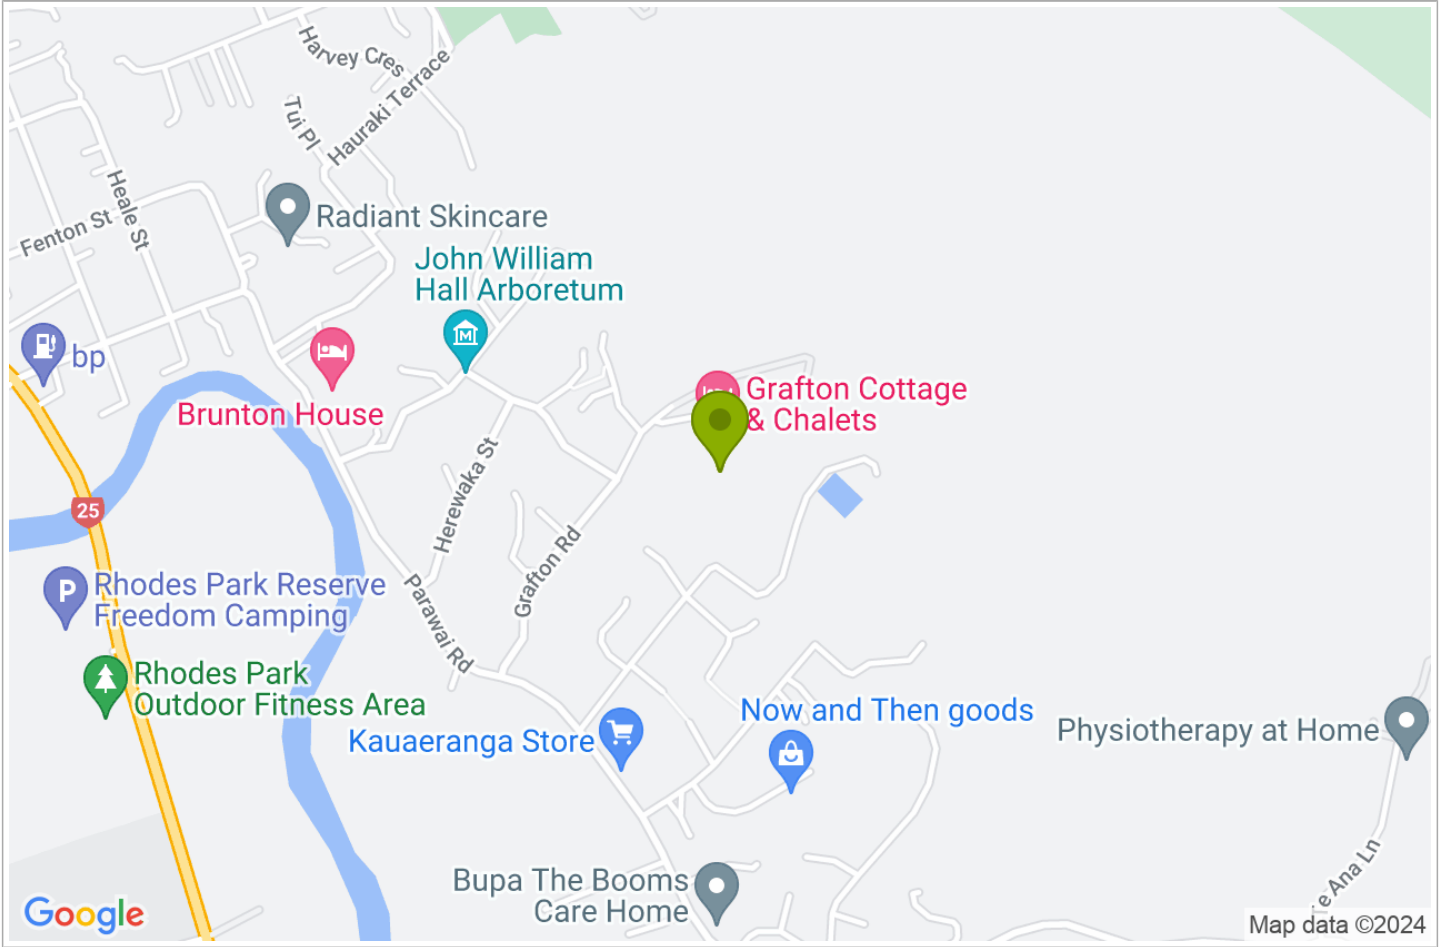 Harvey Cres
Hauraki Terrace
Tui Pl
Heale St
Fenton St
Radiant Skincare
John William
Hall Arboretum
bp
Brunton House
Grafton Cottage
& Chalets
Herewaka St
25
Grafton Rd
Rhodes Park Reserve
Freedom Camping
P
Parawai Rd
Rhodes Park
Outdoor Fitness Area
Now and Then goods
Kauaeranga Store
Physiotherapy at Home
Te Ana Ln
Bupa The Booms
Care Home
Google
Map data ©2024
M